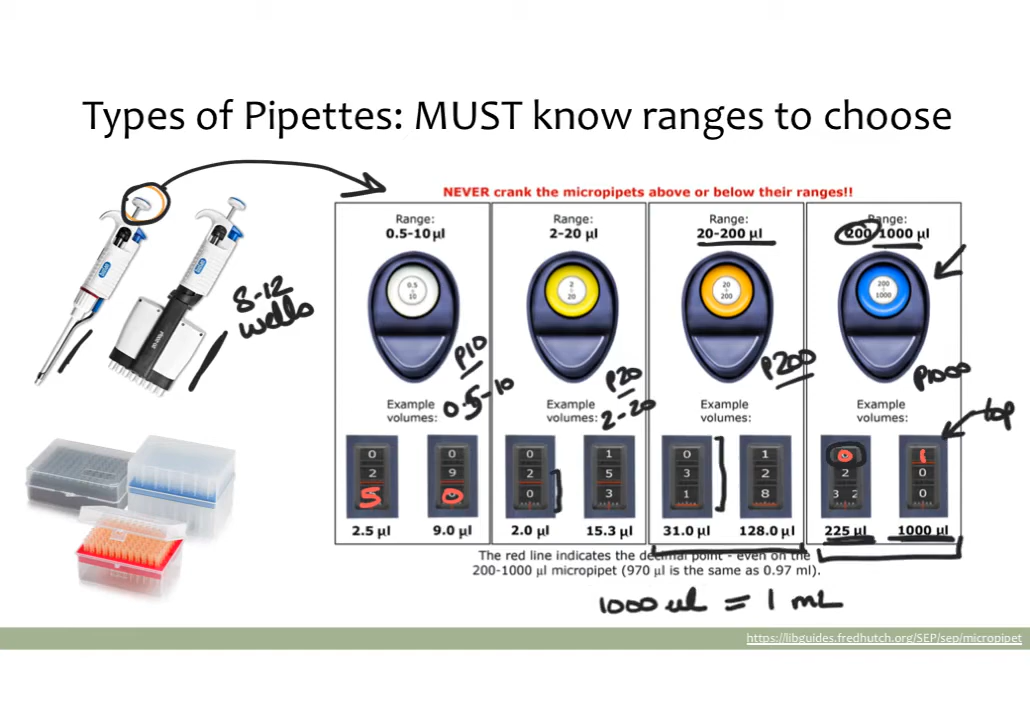 Types of Pipettes: MUST know ranges to choose
NEVER crank the micropipets above or below their ranges!!
Range:
0.5-10 µl
Range:
2-20 µl
Range:
20-200 µl
Range:
200-1000 µl
0.5
10
2
20
20
200
200
1000
8-12
wells
P10
0.5-10
P20
2-20
P200
P1000
top
Example
volumes:
Example
volumes:
Example
volumes:
Example
volumes:
0
2
5
0
9
0
0
2
0
1
5
3
0
3
1
1
2
8
0
2
3 2
1
0
0
2.5 µl
9.0 µl
2.0 µl
15.3 µl
31.0 µl
128.0 µl
225 µl
1000 µl
The red line indicates the decimal point - even on the
200-1000 µl micropipet (970 µl is the same as 0.97 ml).
1000 ul = 1 mL
https://libguides.fredhutch.org/SEP/sep/micropipet